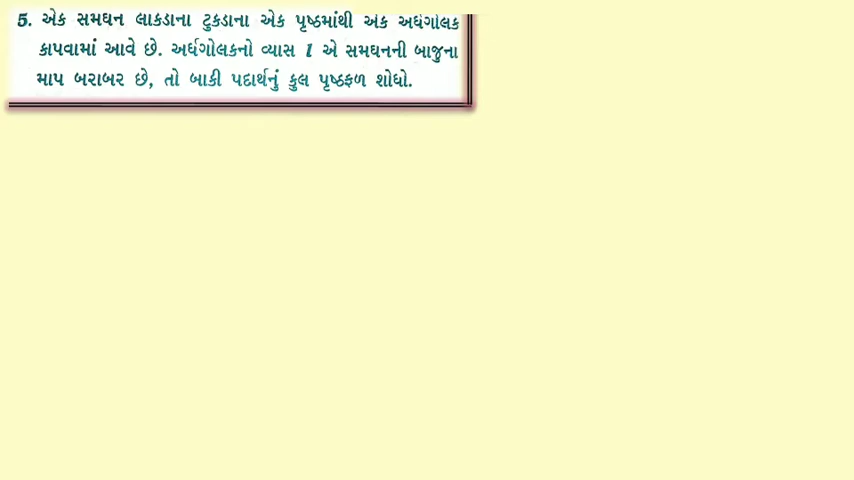 5. એક સમઘન લાકડાના ટુકડાના એક પૃષ્ઠમાંથી એક અર્ધગોલક
કાપવામાં આવે છે. અર્ધગોલકનો વ્યાસ l એ સમઘનની બાજુના
માપ બરાબર છે, તો બાકી પદાર્થનું કુલ પૃષ્ઠફળ શોધો.